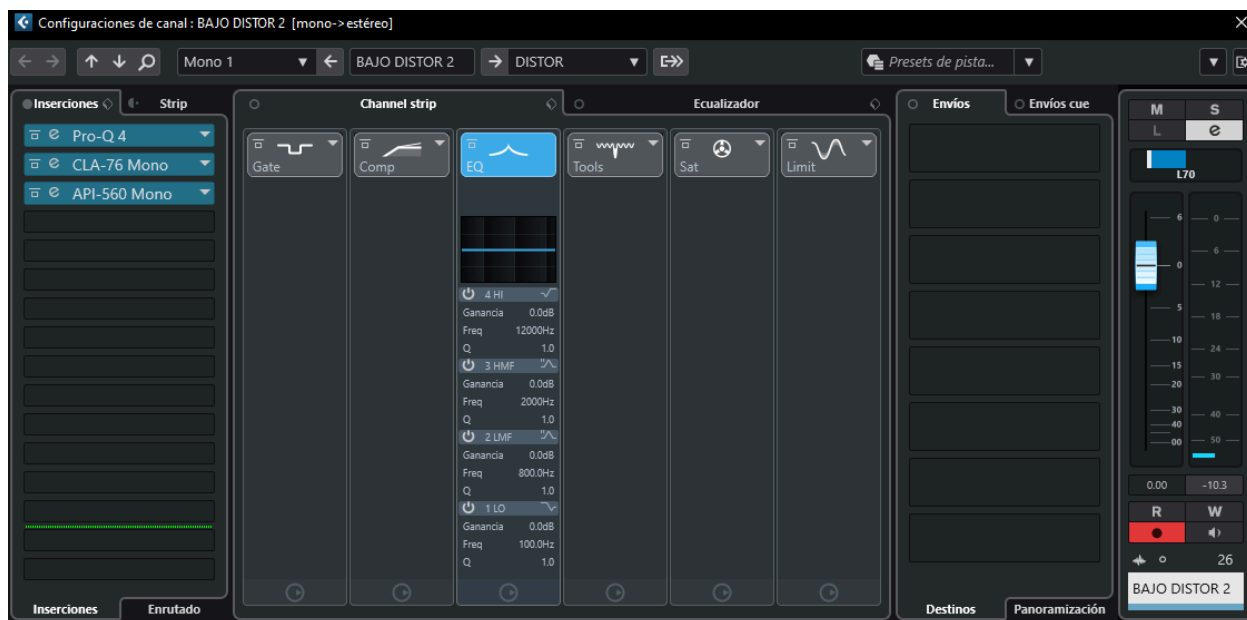 Configuraciones de canal : BAJO DISTOR 2 [mono->estéreo]
Mono 1 BAJO DISTOR 2 DISTOR Presets de pista...
Inserciones Strip Channel strip Ecualizador Envíos Envíos cue
Pro-Q 4
CLA-76 Mono
API-560 Mono
Gate Comp EQ Tools Sat Limit
4 HI
Ganancia 0.0dB
Freq 12000Hz
Q 1.0
3 HMF
Ganancia 0.0dB
Freq 2000Hz
Q 1.0
2 LMF
Ganancia 0.0dB
Freq 800.0Hz
Q 1.0
1 LO
Ganancia 0.0dB
Freq 100.0Hz
Q 1.0
Inserciones Enrutado
Destinos Panoramización
M S
L e
L70
6 0
6
0
12
5
18
10
24
15
30
20
30 40
40
00 50
0.00 -10.3
R W
26
BAJO DISTOR 2